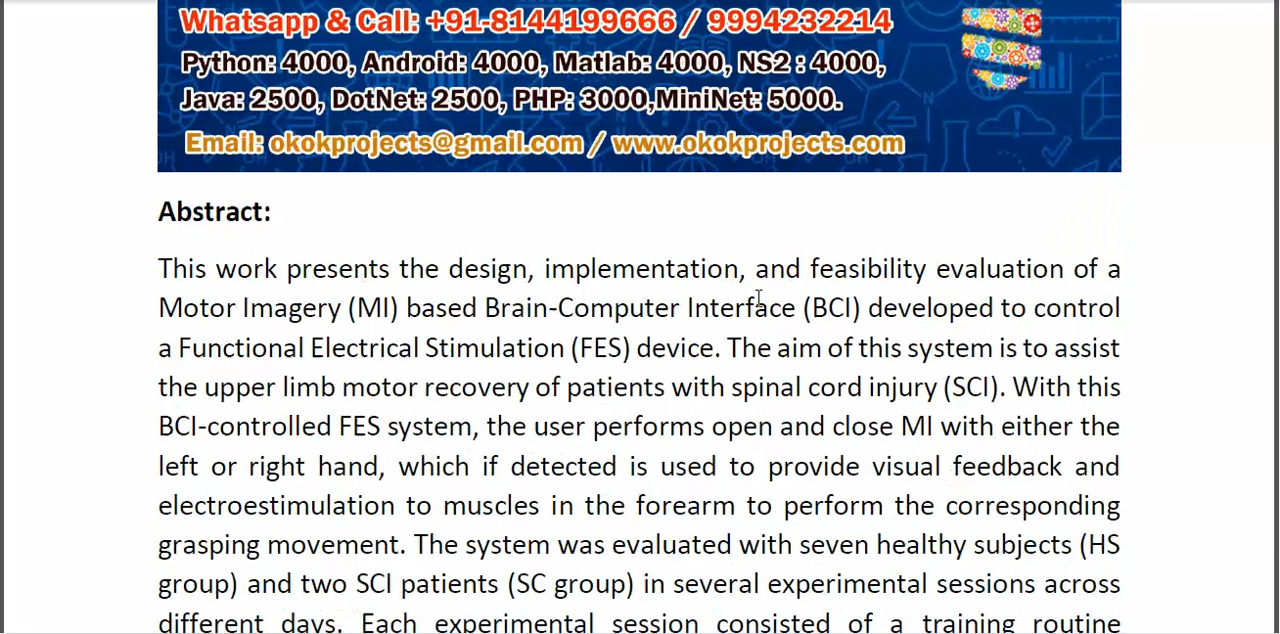 Whatsapp & Call: +91-8144199666 / 9994232214
Python: 4000, Android: 4000, Matlab: 4000, NS2 : 4000,
Java: 2500, DotNet: 2500, PHP: 3000,MiniNet: 5000.
Email: okokprojects@gmail.com / www.okokprojects.com
Abstract:
This work presents the design, implementation, and feasibility evaluation of a
Motor Imagery (MI) based Brain-Computer Interface (BCI) developed to control
a Functional Electrical Stimulation (FES) device. The aim of this system is to assist
the upper limb motor recovery of patients with spinal cord injury (SCI). With this
BCI-controlled FES system, the user performs open and close MI with either the
left or right hand, which if detected is used to provide visual feedback and
electroestimulation to muscles in the forearm to perform the corresponding
grasping movement. The system was evaluated with seven healthy subjects (HS
group) and two SCI patients (SC group) in several experimental sessions across
different days. Each experimental session consisted of a training routine